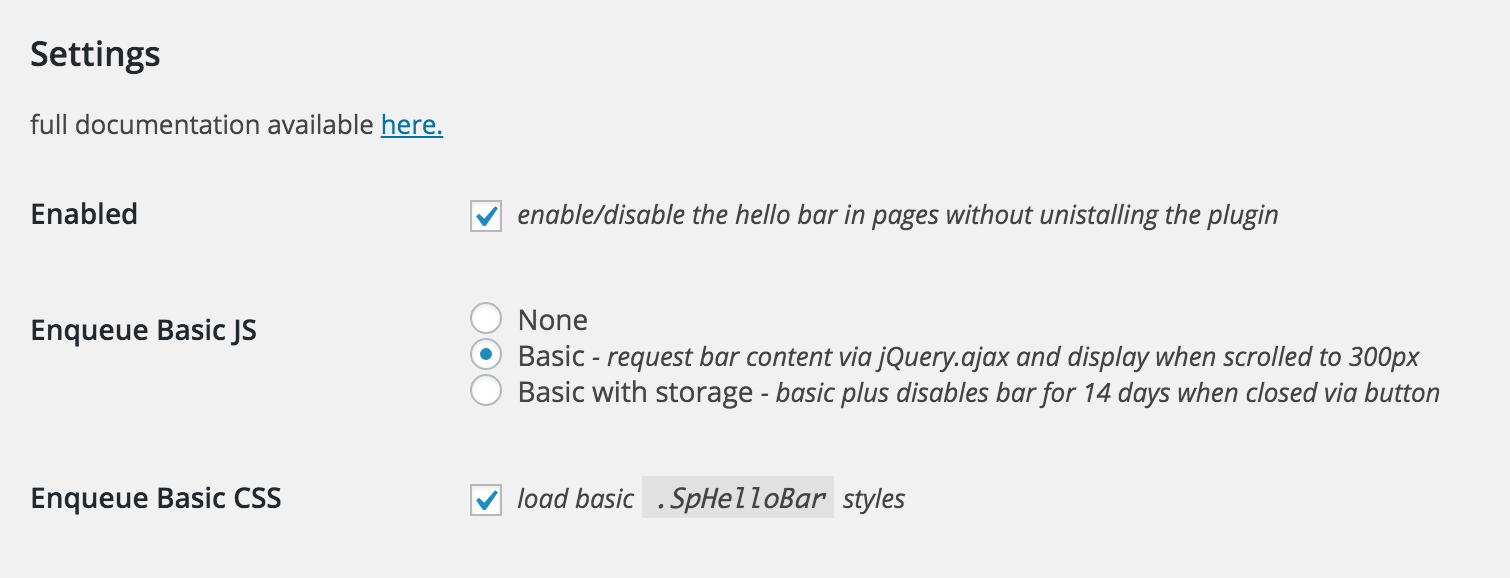 Settings
full documentation available here.
Enabled
enable/disable the hello bar in pages without unistalling the plugin
Enqueue Basic JS
None
Basic - request bar content via jQuery.ajax and display when scrolled to 300px
Basic with storage - basic plus disables bar for 14 days when closed via button
Enqueue Basic CSS
load basic .SpHelloBar styles